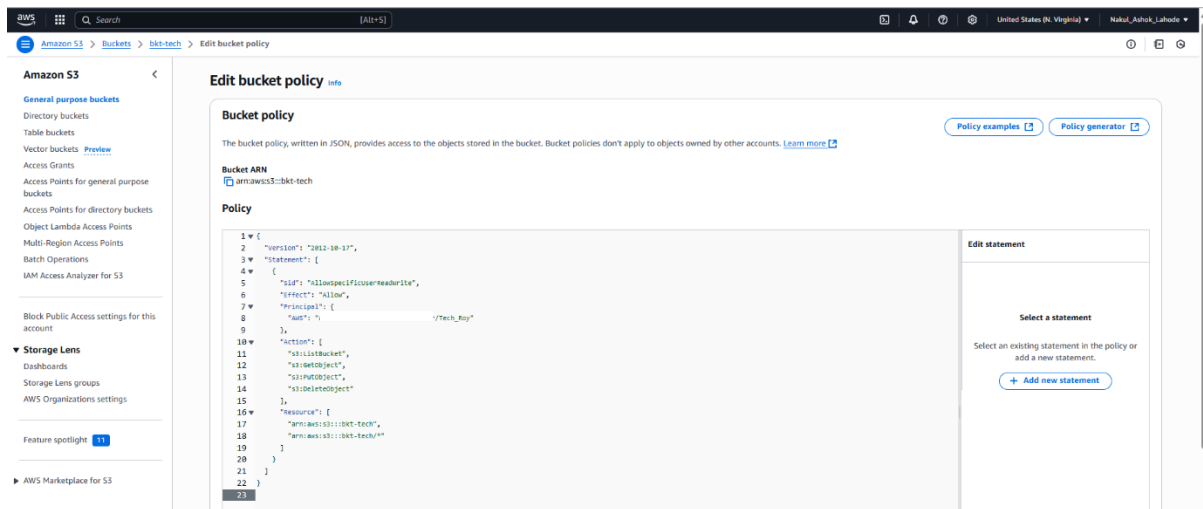 aws
Search [Alt+S] United States (N. Virginia) ▾ Nakul_Ashok_Lahode ▾
Amazon S3 > Buckets > bkt-tech > Edit bucket policy
Amazon S3
General purpose buckets
Directory buckets
Table buckets
Vector buckets Preview
Access Grants
Access Points for general purpose
buckets
Access Points for directory buckets
Object Lambda Access Points
Multi-Region Access Points
Batch Operations
IAM Access Analyzer for S3
Block Public Access settings for this
account
▼ Storage Lens
Dashboards
Storage Lens groups
AWS Organizations settings
Feature spotlight 11
▶ AWS Marketplace for S3
Edit bucket policy Info
Bucket policy
Policy examples
Policy generator
The bucket policy, written in JSON, provides access to the objects stored in the bucket. Bucket policies don't apply to objects owned by other accounts. Learn more
Bucket ARN
arn:aws:s3:::bkt-tech
Policy
1 ▼ {
2 "Version": "2012-10-17",
3 ▼ "Statement": [
4 ▼ {
5 "Sid": "AllowSpecificUserReadWrite",
6 "Effect": "Allow",
7 ▼ "Principal": {
8 "AWS": " /Tech_Roy"
9 },
10 ▼ "Action": [
11 "s3:ListBucket",
12 "s3:GetObject",
13 "s3:PutObject",
14 "s3:DeleteObject"
15 ],
16 ▼ "Resource": [
17 "arn:aws:s3:::bkt-tech",
18 "arn:aws:s3:::bkt-tech/*"
19 ]
20 }
21 ]
22 }
23
Edit statement
Select a statement
Select an existing statement in the policy or
add a new statement.
+ Add new statement